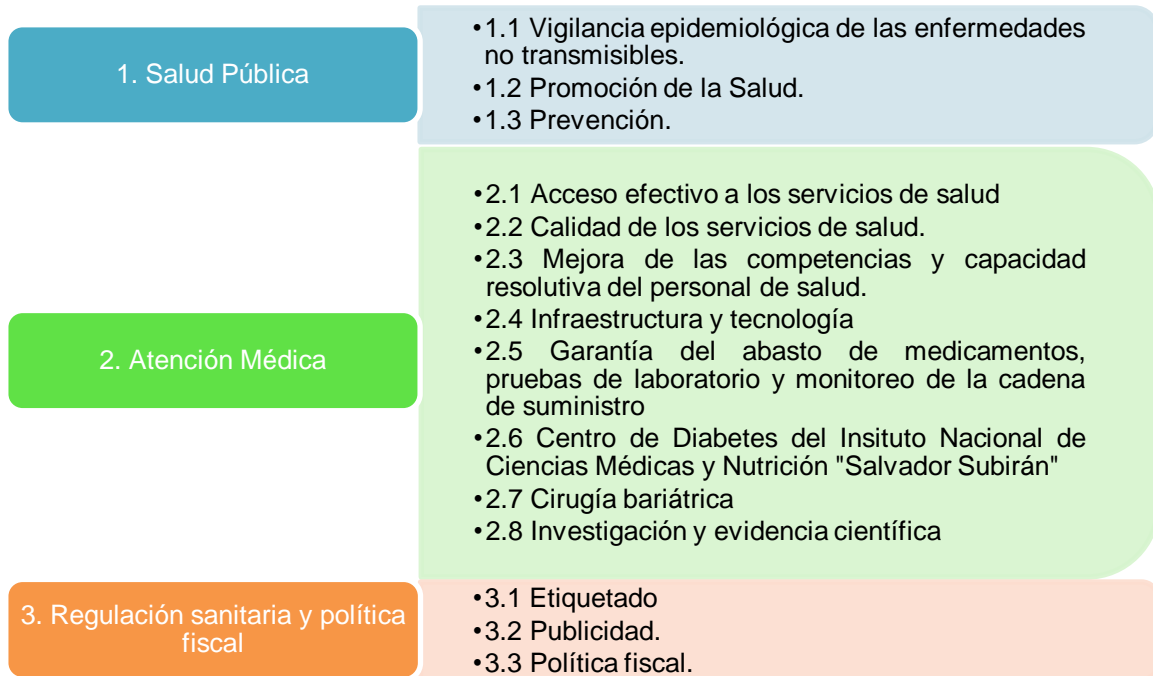 1. Salud Pública
•1.1 Vigilancia epidemiológica de las enfermedades
no transmisibles.
•1.2 Promoción de la Salud.
•1.3 Prevención.
2. Atención Médica
•2.1 Acceso efectivo a los servicios de salud
•2.2 Calidad de los servicios de salud.
•2.3 Mejora de las competencias y capacidad
resolutiva del personal de salud.
•2.4 Infraestructura y tecnología
•2.5 Garantía del abasto de medicamentos,
pruebas de laboratorio y monitoreo de la cadena
de suministro
•2.6 Centro de Diabetes del Insituto Nacional de
Ciencias Médicas y Nutrición "Salvador Subirán"
•2.7 Cirugía bariátrica
•2.8 Investigación y evidencia científica
3. Regulación sanitaria y política
fiscal
•3.1 Etiquetado
•3.2 Publicidad.
•3.3 Política fiscal.